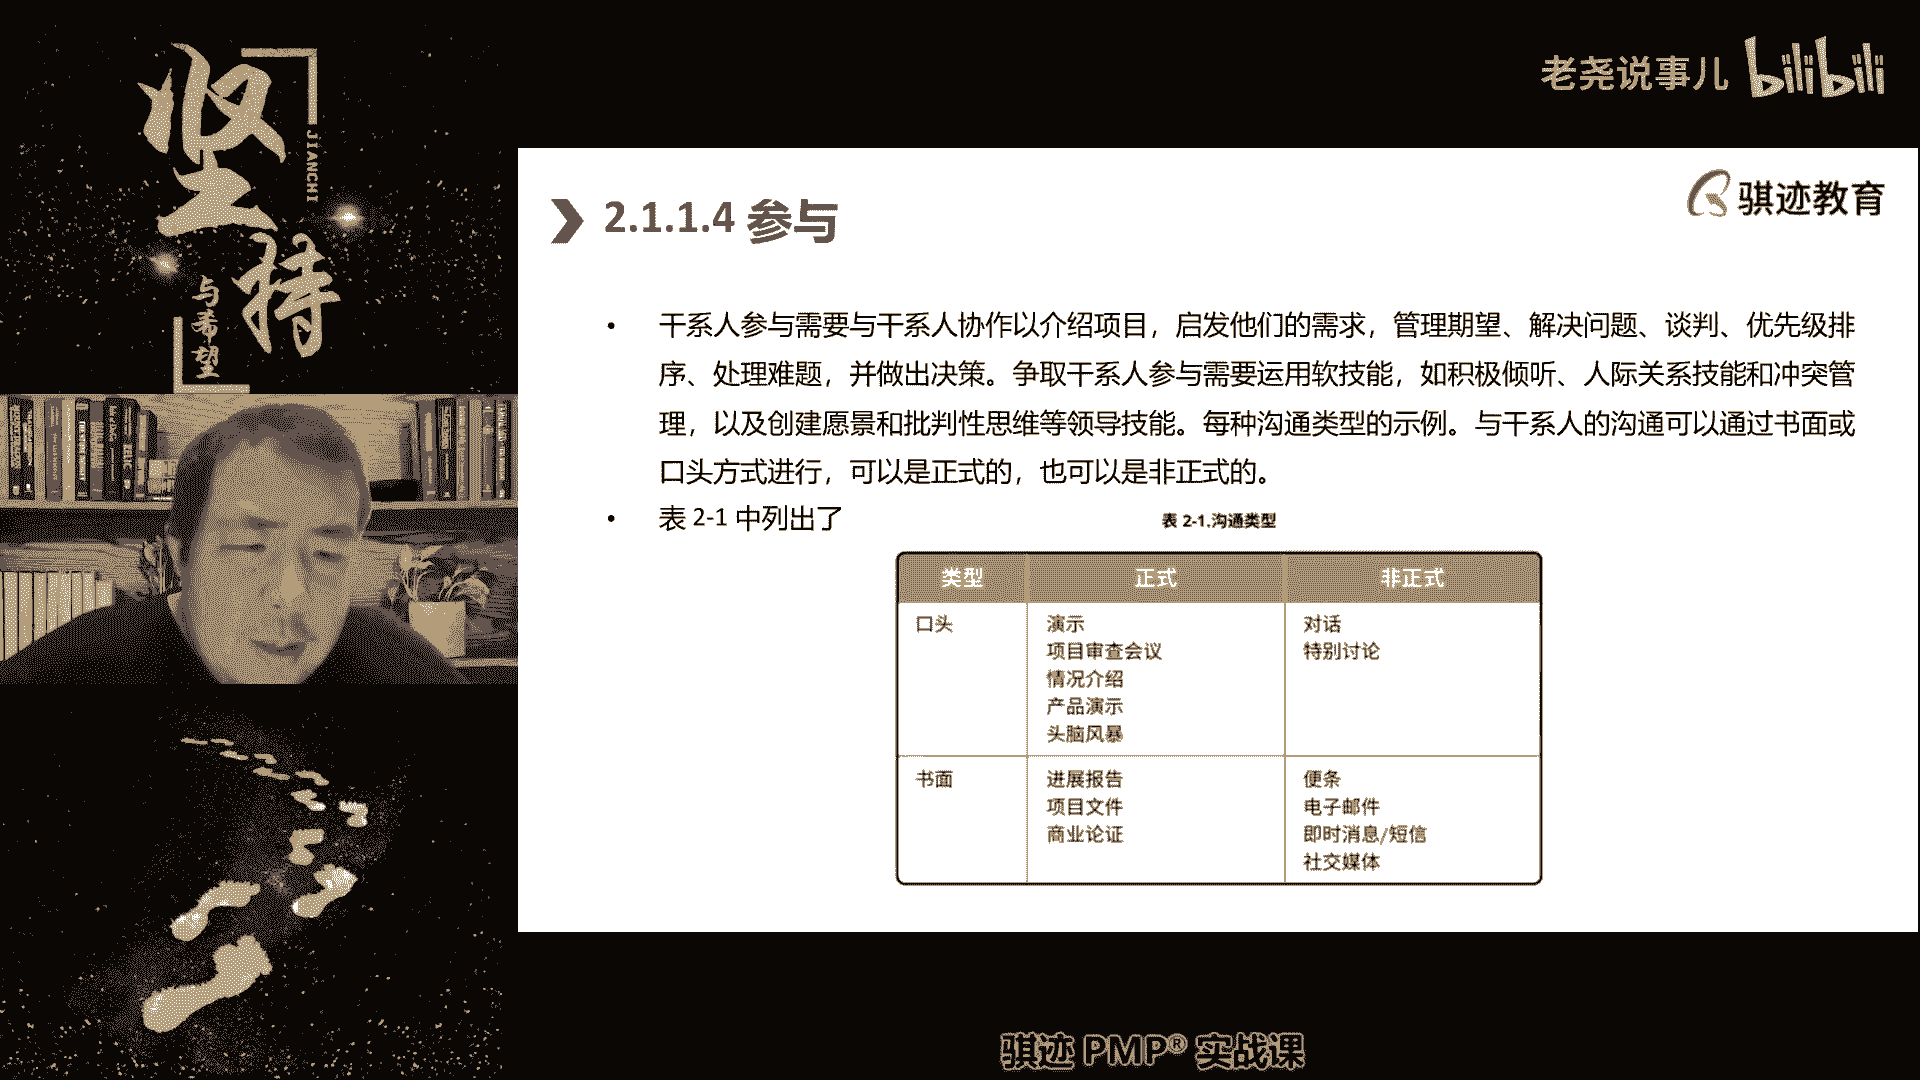 坚持
JIANCHI
与希望
老尧说事儿 bilibili
骐迹教育
2.1.1.4 参与
• 干系人参与需要与干系人协作以介绍项目，启发他们的需求，管理期望、解决问题、谈判、优先级排
序、处理难题，并做出决策。争取干系人参与需要运用软技能，如积极倾听、人际关系技能和冲突管
理，以及创建愿景和批判性思维等领导技能。每种沟通类型的示例。与干系人的沟通可以通过书面或
口头方式进行，可以是正式的，也可以是非正式的。
• 表 2-1 中列出了
表 2-1.沟通类型
类型 正式 非正式
口头 演示 对话
项目审查会议 特别讨论
情况介绍
产品演示
头脑风暴
书面 进展报告 便条
项目文件 电子邮件
商业论证 即时消息/短信
社交媒体
骐迹 PMP® 实战课